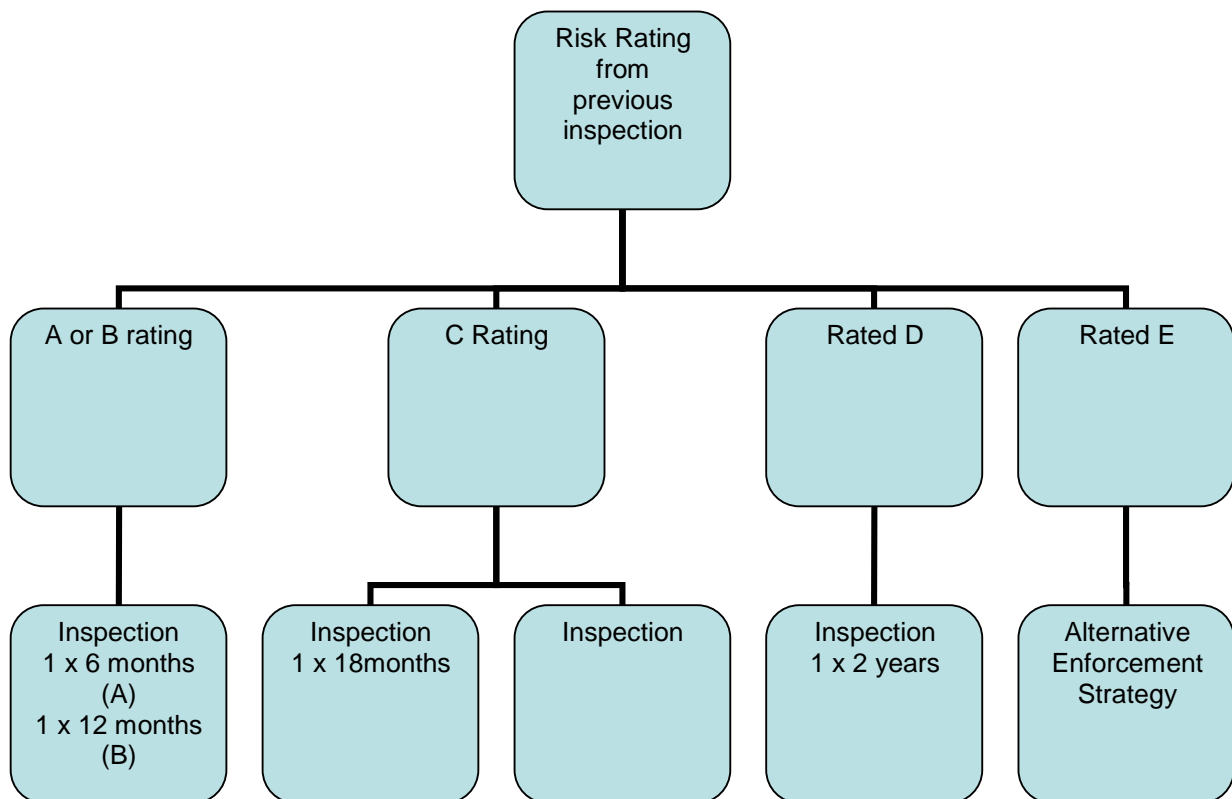 Risk Rating
from
previous
inspection
A or B rating
C Rating
Rated D
Rated E
Inspection
1 x 6 months
(A)
1 x 12 months
(B)
Inspection
1 x 18months
Inspection
Inspection
1 x 2 years
Alternative
Enforcement
Strategy